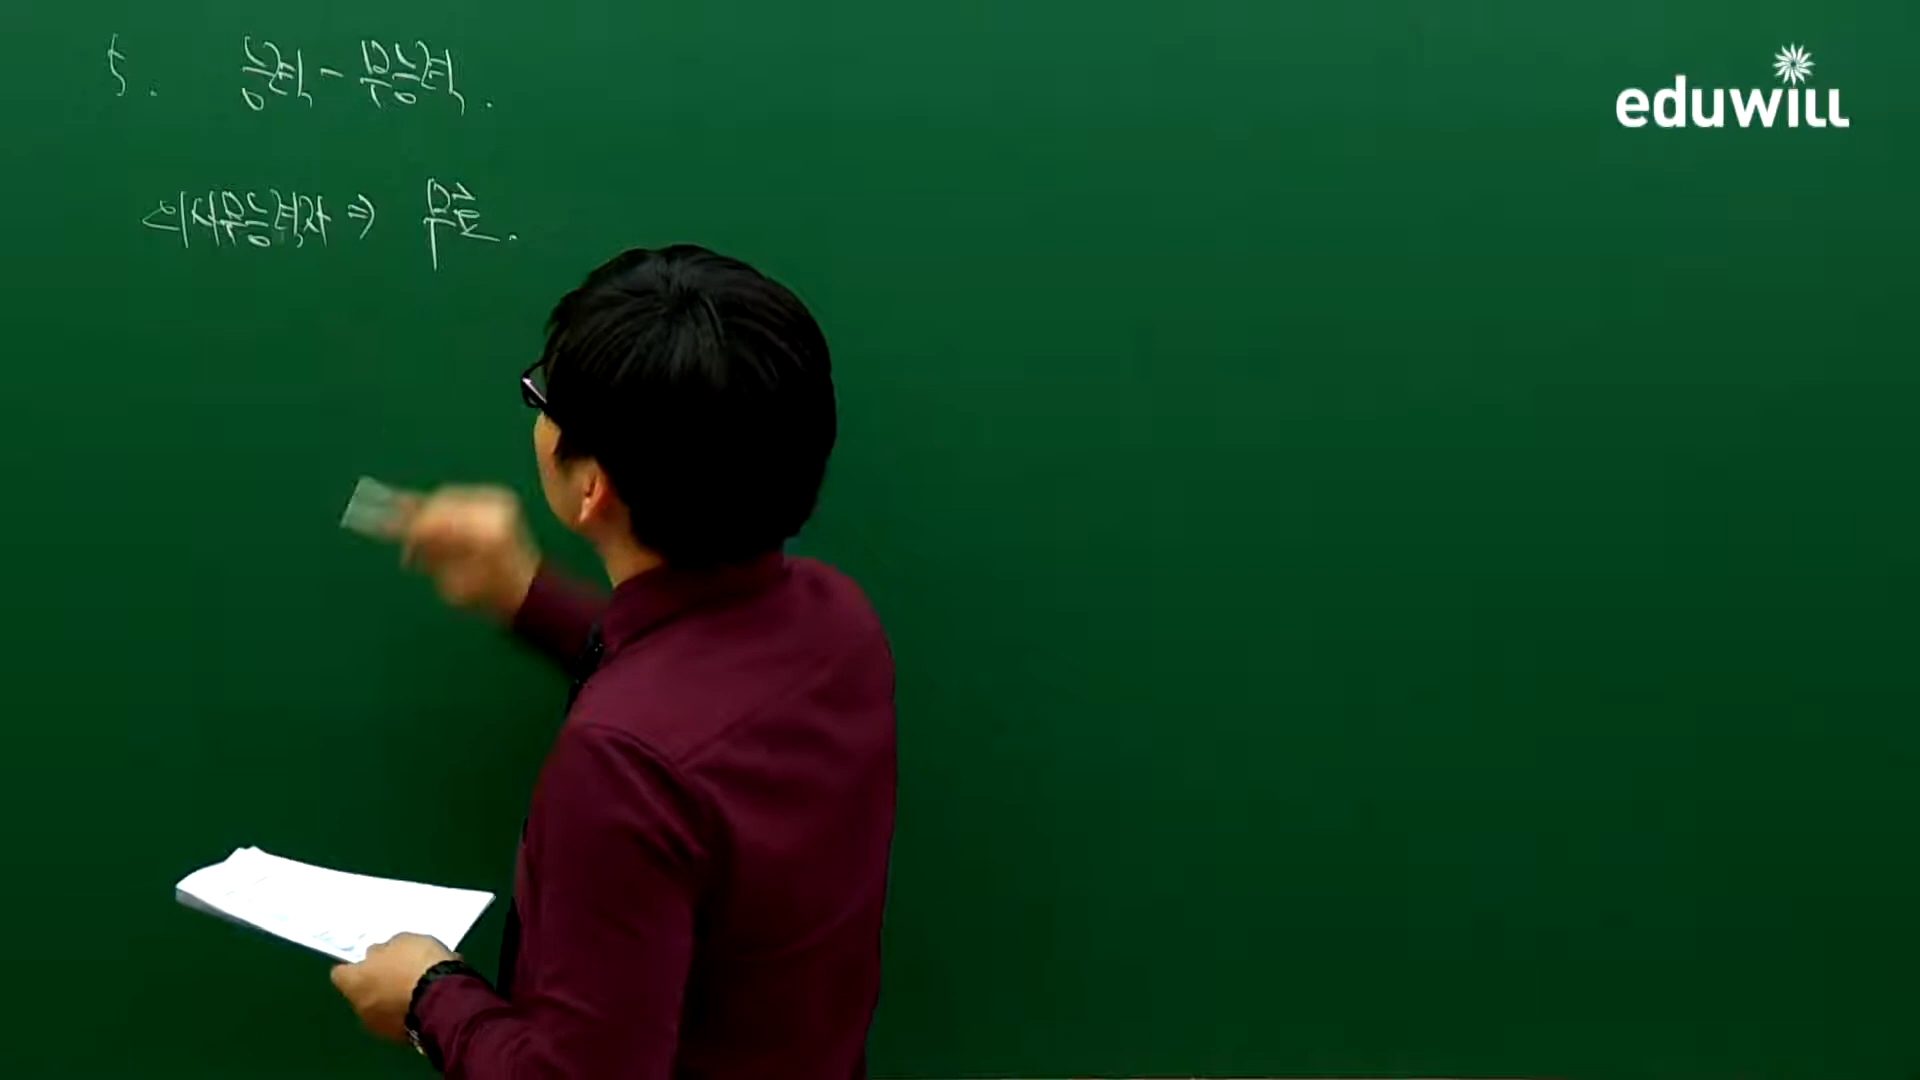 5. 능력 - 무능력.
eduwill
의사무능력자 ⇒ 무효.